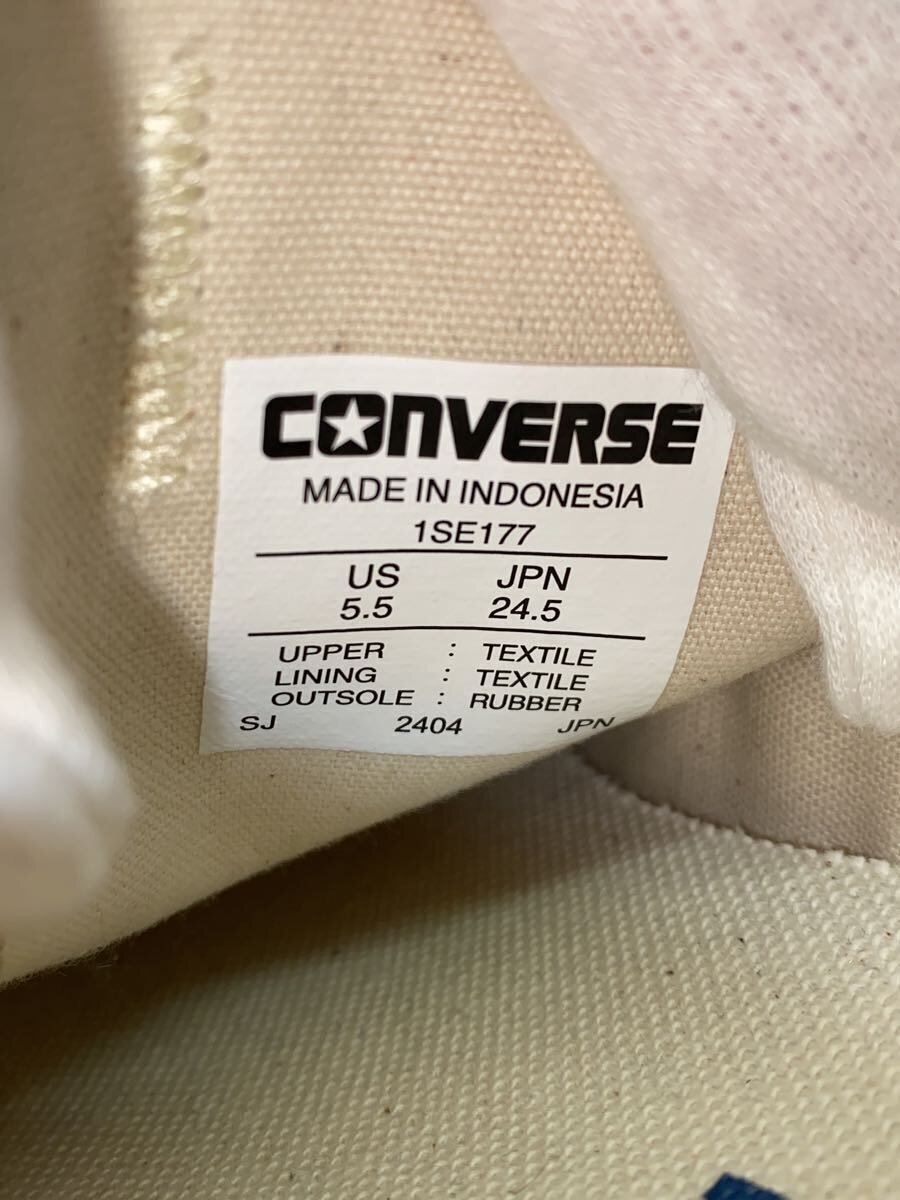 CONVERSE
MADE IN INDONESIA
1SE177
US JPN
5.5 24.5
UPPER : TEXTILE
LINING : TEXTILE
OUTSOLE : RUBBER
SJ 2404 JPN